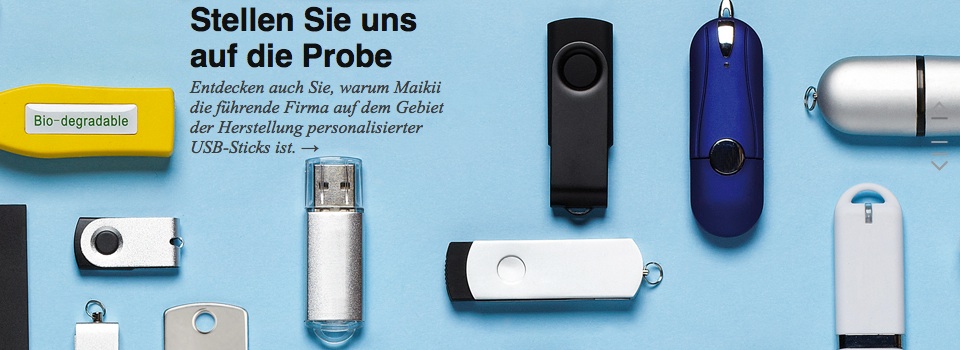 Stellen Sie uns
auf die Probe
Entdecken auch Sie, warum Maikii
die führende Firma auf dem Gebiet
der Herstellung personalisierter
USB-Sticks ist. →
Bio-degradable